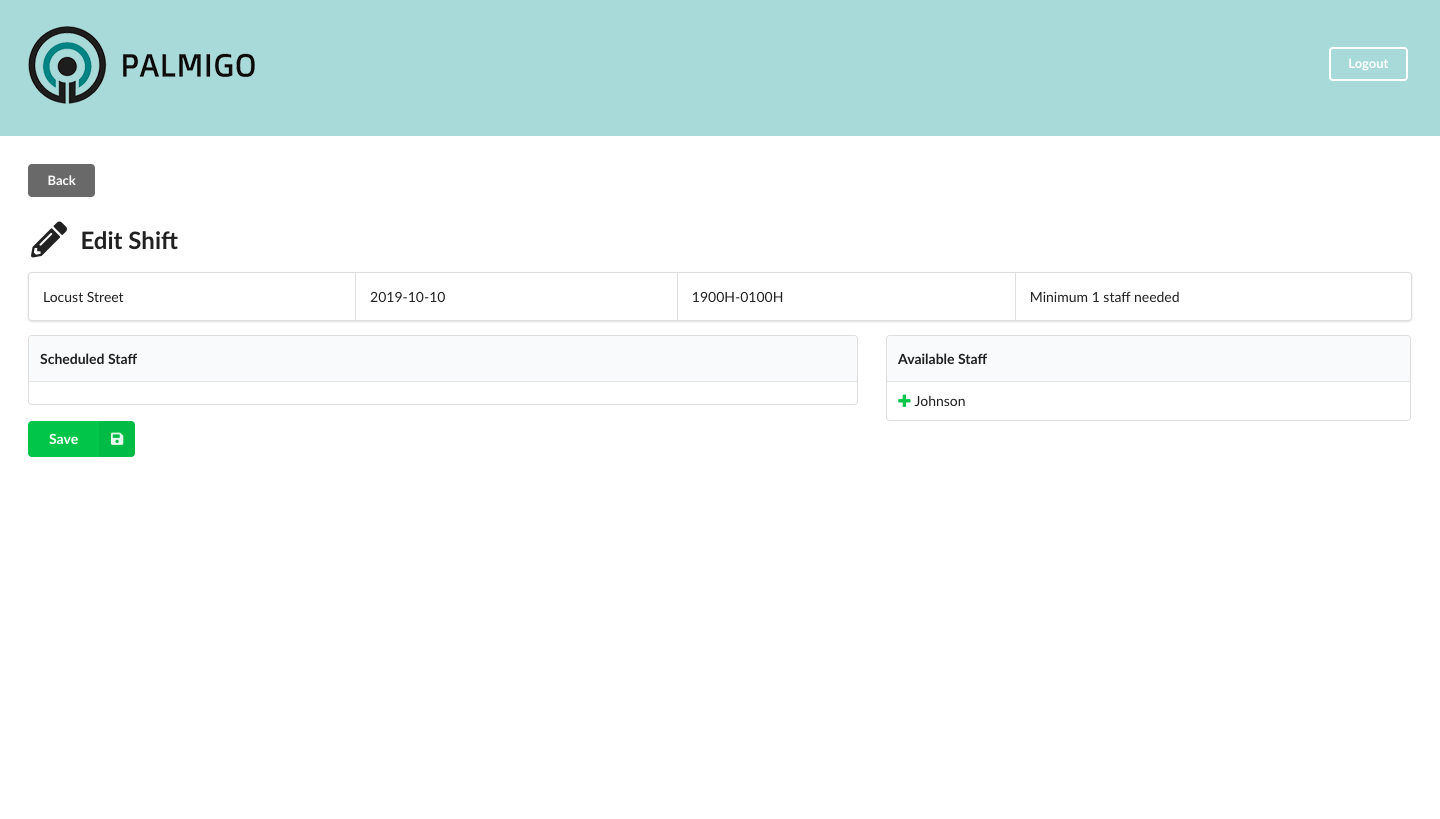 PALMIGO
Logout
Back
Edit Shift
Locust Street
2019-10-10
1900H-0100H
Minimum 1 staff needed
Scheduled Staff
Available Staff
Johnson
Save